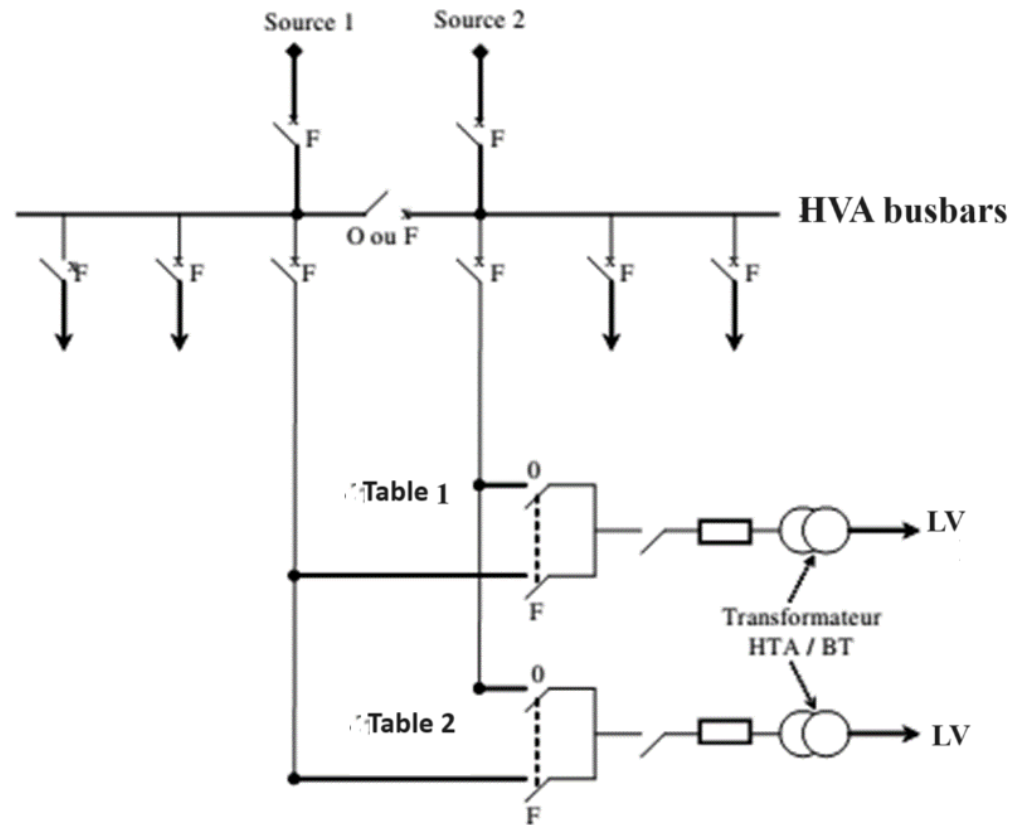 Source 1
Source 2
F
F
HVA busbars
O ou F
F
F
F
F
F
F
0
Table 1
LV
F
Transformateur
HTA / BT
0
Table 2
LV
F